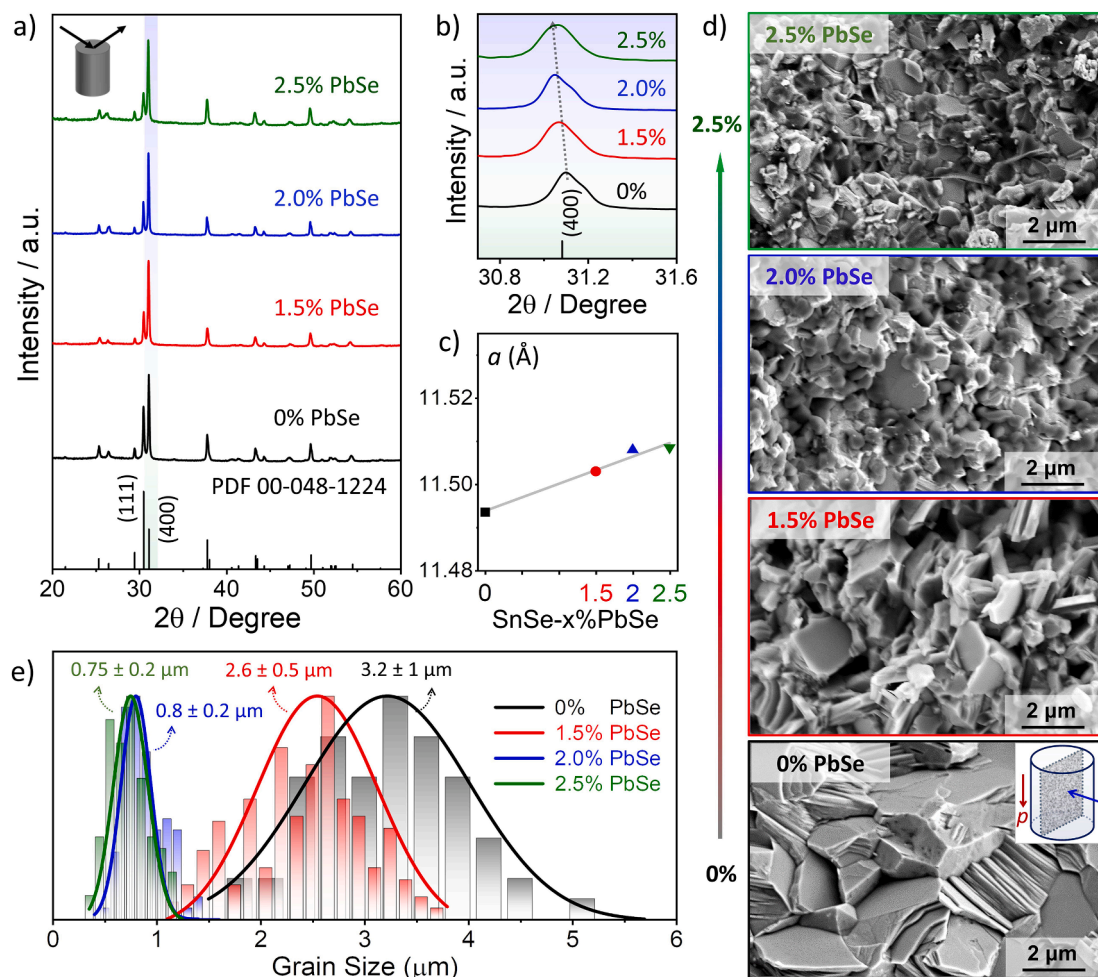 a)
2.5% PbSe
2.0% PbSe
1.5% PbSe
0% PbSe
PDF 00-048-1224
(111)
(400)
Intensity / a.u.
20 30 40 50 60
2θ / Degree
b)
2.5%
2.0%
1.5%
0%
(400)
Intensity / a.u.
30.8 31.2 31.6
2θ / Degree
c)
a (Å)
11.52
11.50
11.48
0 1.5 2 2.5
SnSe-x%PbSe
d)
2.5%
0%
2.5% PbSe
2 µm
2.0% PbSe
2 µm
1.5% PbSe
2 µm
0% PbSe
p
2 µm
e)
0.75 ± 0.2 µm
0.8 ± 0.2 µm
2.6 ± 0.5 µm
3.2 ± 1 µm
0% PbSe
1.5% PbSe
2.0% PbSe
2.5% PbSe
0 1 2 3 4 5 6
Grain Size (µm)